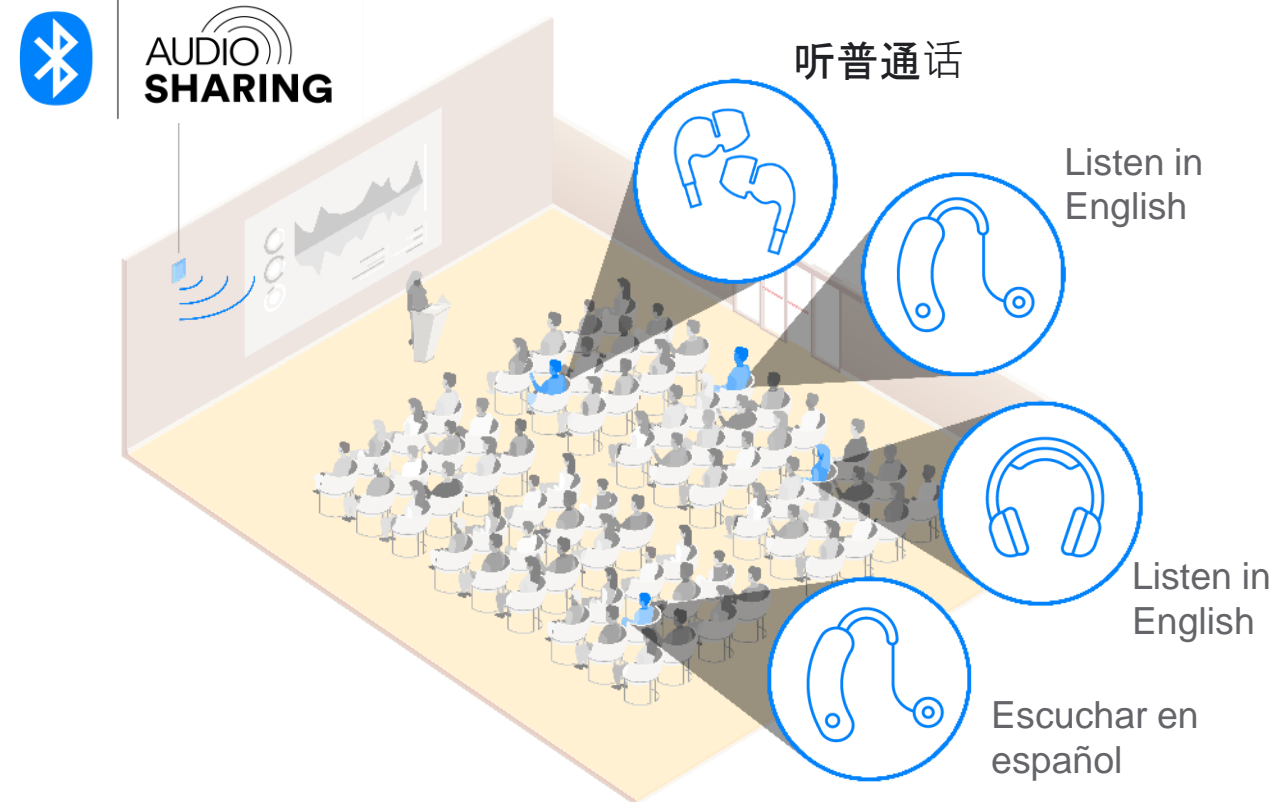 AUDIO
SHARING
听普通话
Listen in
English
Listen in
English
Escuchar en
español